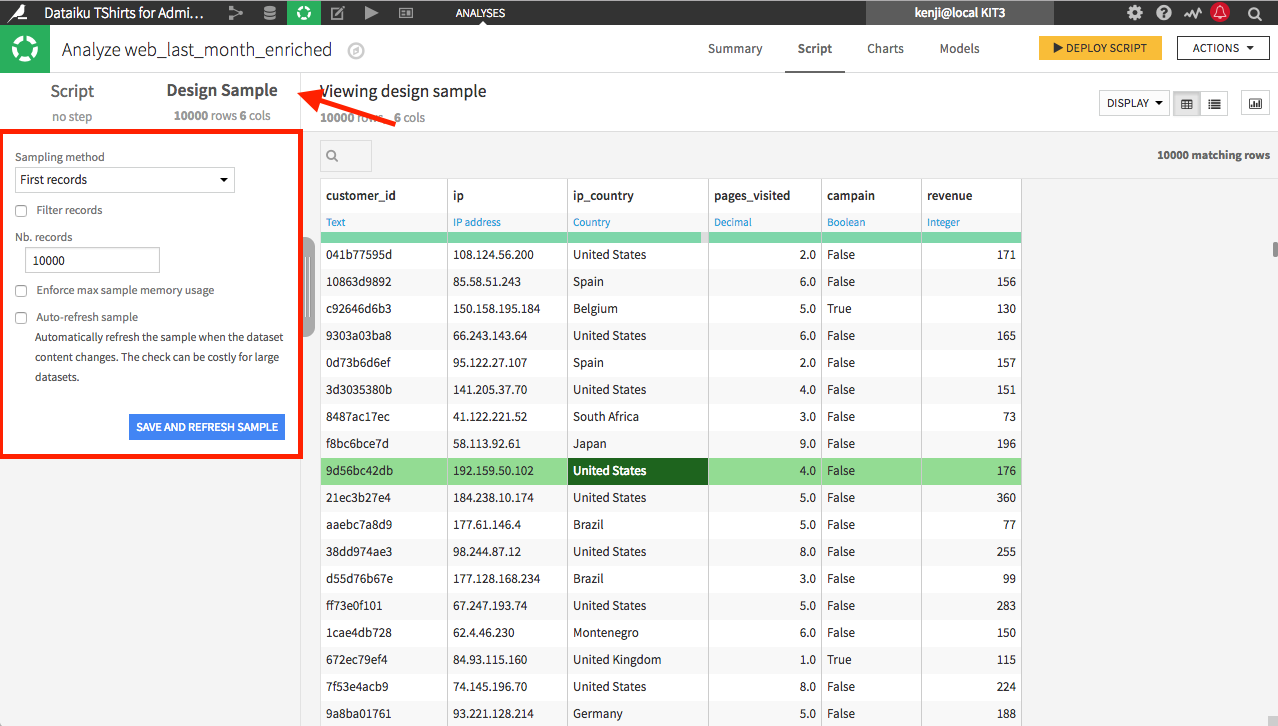 Dataiku TShirts for Admi...
ANALYSES
kenji@local KIT3
Analyze web_last_month_enriched
Summary Script Charts Models
DEPLOY SCRIPT
ACTIONS
Script
no step
Design Sample
10000 rows 6 cols
Viewing design sample
10000 rows 6 cols
DISPLAY
Sampling method
First records
Filter records
Nb. records
10000
Enforce max sample memory usage
Auto-refresh sample
Automatically refresh the sample when the dataset
content changes. The check can be costly for large
datasets.
SAVE AND REFRESH SAMPLE
10000 matching rows
customer_id ip ip_country pages_visited campain revenue
Text IP address Country Decimal Boolean Integer
041b77595d 108.124.56.200 United States 2.0 False 171
10863d9892 85.58.51.243 Spain 6.0 False 156
c92646d6b3 150.158.195.184 Belgium 5.0 True 130
9303a03ba8 66.243.143.64 United States 6.0 False 165
0d73b6d6ef 95.122.27.107 Spain 2.0 False 157
3d3035380b 141.205.37.70 United States 4.0 False 151
8487ac17ec 41.122.221.52 South Africa 3.0 False 73
f8bc6bce7d 58.113.92.61 Japan 9.0 False 196
9d56bc42db 192.159.50.102 United States 4.0 False 176
21ec3b27e4 184.238.10.174 United States 5.0 False 360
aaebc7a8d9 177.61.146.4 Brazil 5.0 False 77
38dd974ae3 98.244.87.12 United States 8.0 False 255
d55d76b67e 177.128.168.234 Brazil 3.0 False 99
ff73e0f101 67.247.193.74 United States 5.0 False 283
1cae4db728 62.4.46.230 Montenegro 6.0 False 150
672ec79ef4 84.93.115.160 United Kingdom 1.0 True 115
7f53e4acb9 74.145.196.70 United States 8.0 False 224
9a8ba01761 93.221.128.214 Germany 5.0 False 188